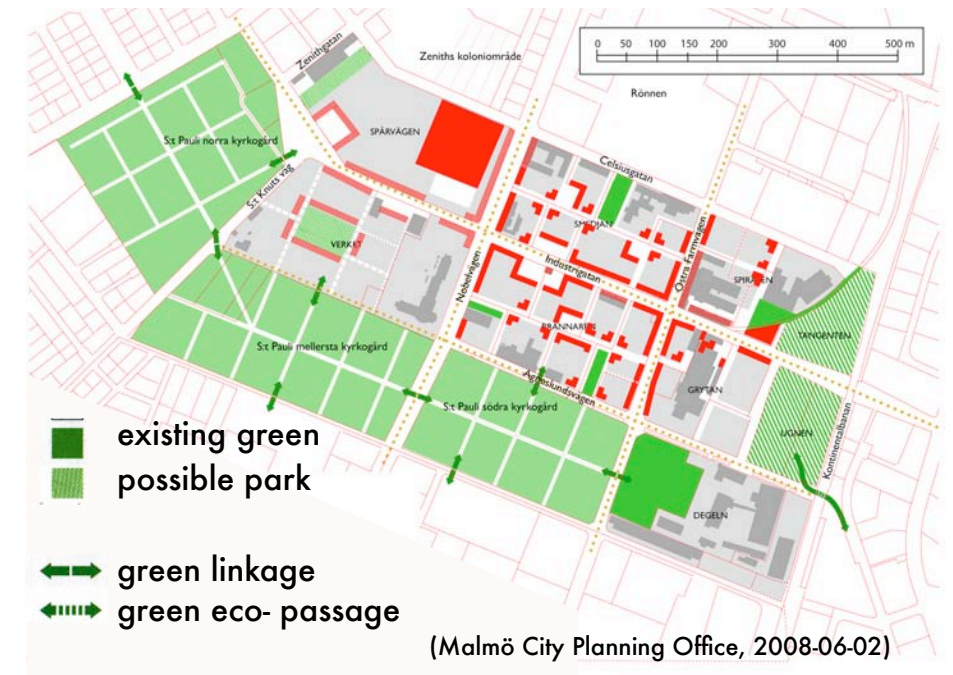 Zenithgatan
Zeniths koloniområde
0 50 100 150 200 300 400 500 m
Rönnen
SPÅRVÄGEN
S:t Pauli norra kyrkogård
Celsiusgatan
S:t Knuts väg
SMEDJAN
VERKET
Östra Farmvägen
Industrigatan
Nobelvägen
SPIRALEN
BRÄNNAREN
TANGENTEN
S:t Pauli mellersta kyrkogård
Agneslundsvägen
GRYTAN
S:t Pauli södra kyrkogård
UGNEN
Kontinentalbanan
DEGELN
existing green
possible park
green linkage
green eco- passage
(Malmö City Planning Office, 2008-06-02)